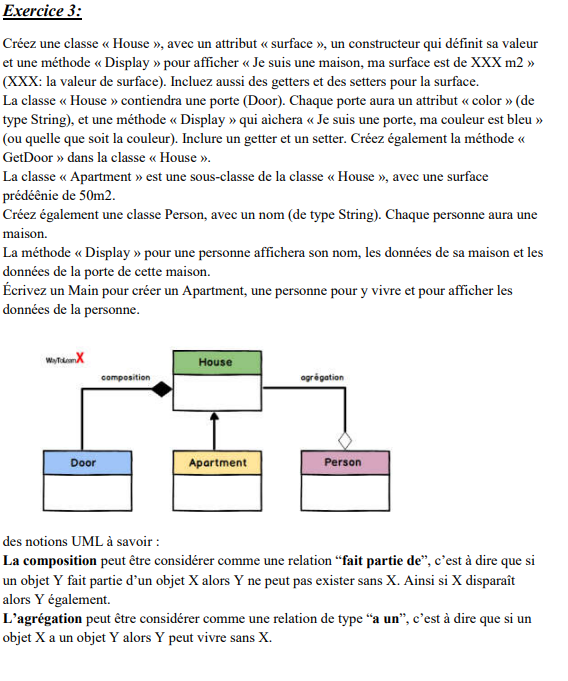 Exercice 3:
Créez une classe « House », avec un attribut « surface », un constructeur qui définit sa valeur
et une méthode « Display » pour afficher « Je suis une maison, ma surface est de XXX m2 »
(XXX: la valeur de surface). Incluez aussi des getters et des setters pour la surface.
La classe « House » contiendra une porte (Door). Chaque porte aura un attribut « color » (de
type String), et une méthode « Display » qui aichera « Je suis une porte, ma couleur est bleu »
(ou quelle que soit la couleur). Inclure un getter et un setter. Créez également la méthode «
GetDoor » dans la classe « House ».
La classe « Apartment » est une sous-classe de la classe « House », avec une surface
prédéênie de 50m2.
Créez également une classe Person, avec un nom (de type String). Chaque personne aura une
maison.
La méthode « Display » pour une personne affichera son nom, les données de sa maison et les
données de la porte de cette maison.
Écrivez un Main pour créer un Apartment, une personne pour y vivre et pour afficher les
données de la personne.
WayToLearnX
House
composition
agrégation
Door
Apartment
Person
des notions UML à savoir :
La composition peut être considérer comme une relation “fait partie de”, c’est à dire que si
un objet Y fait partie d’un objet X alors Y ne peut pas exister sans X. Ainsi si X disparaît
alors Y également.
L’agrégation peut être considérer comme une relation de type “a un”, c’est à dire que si un
objet X a un objet Y alors Y peut vivre sans X.